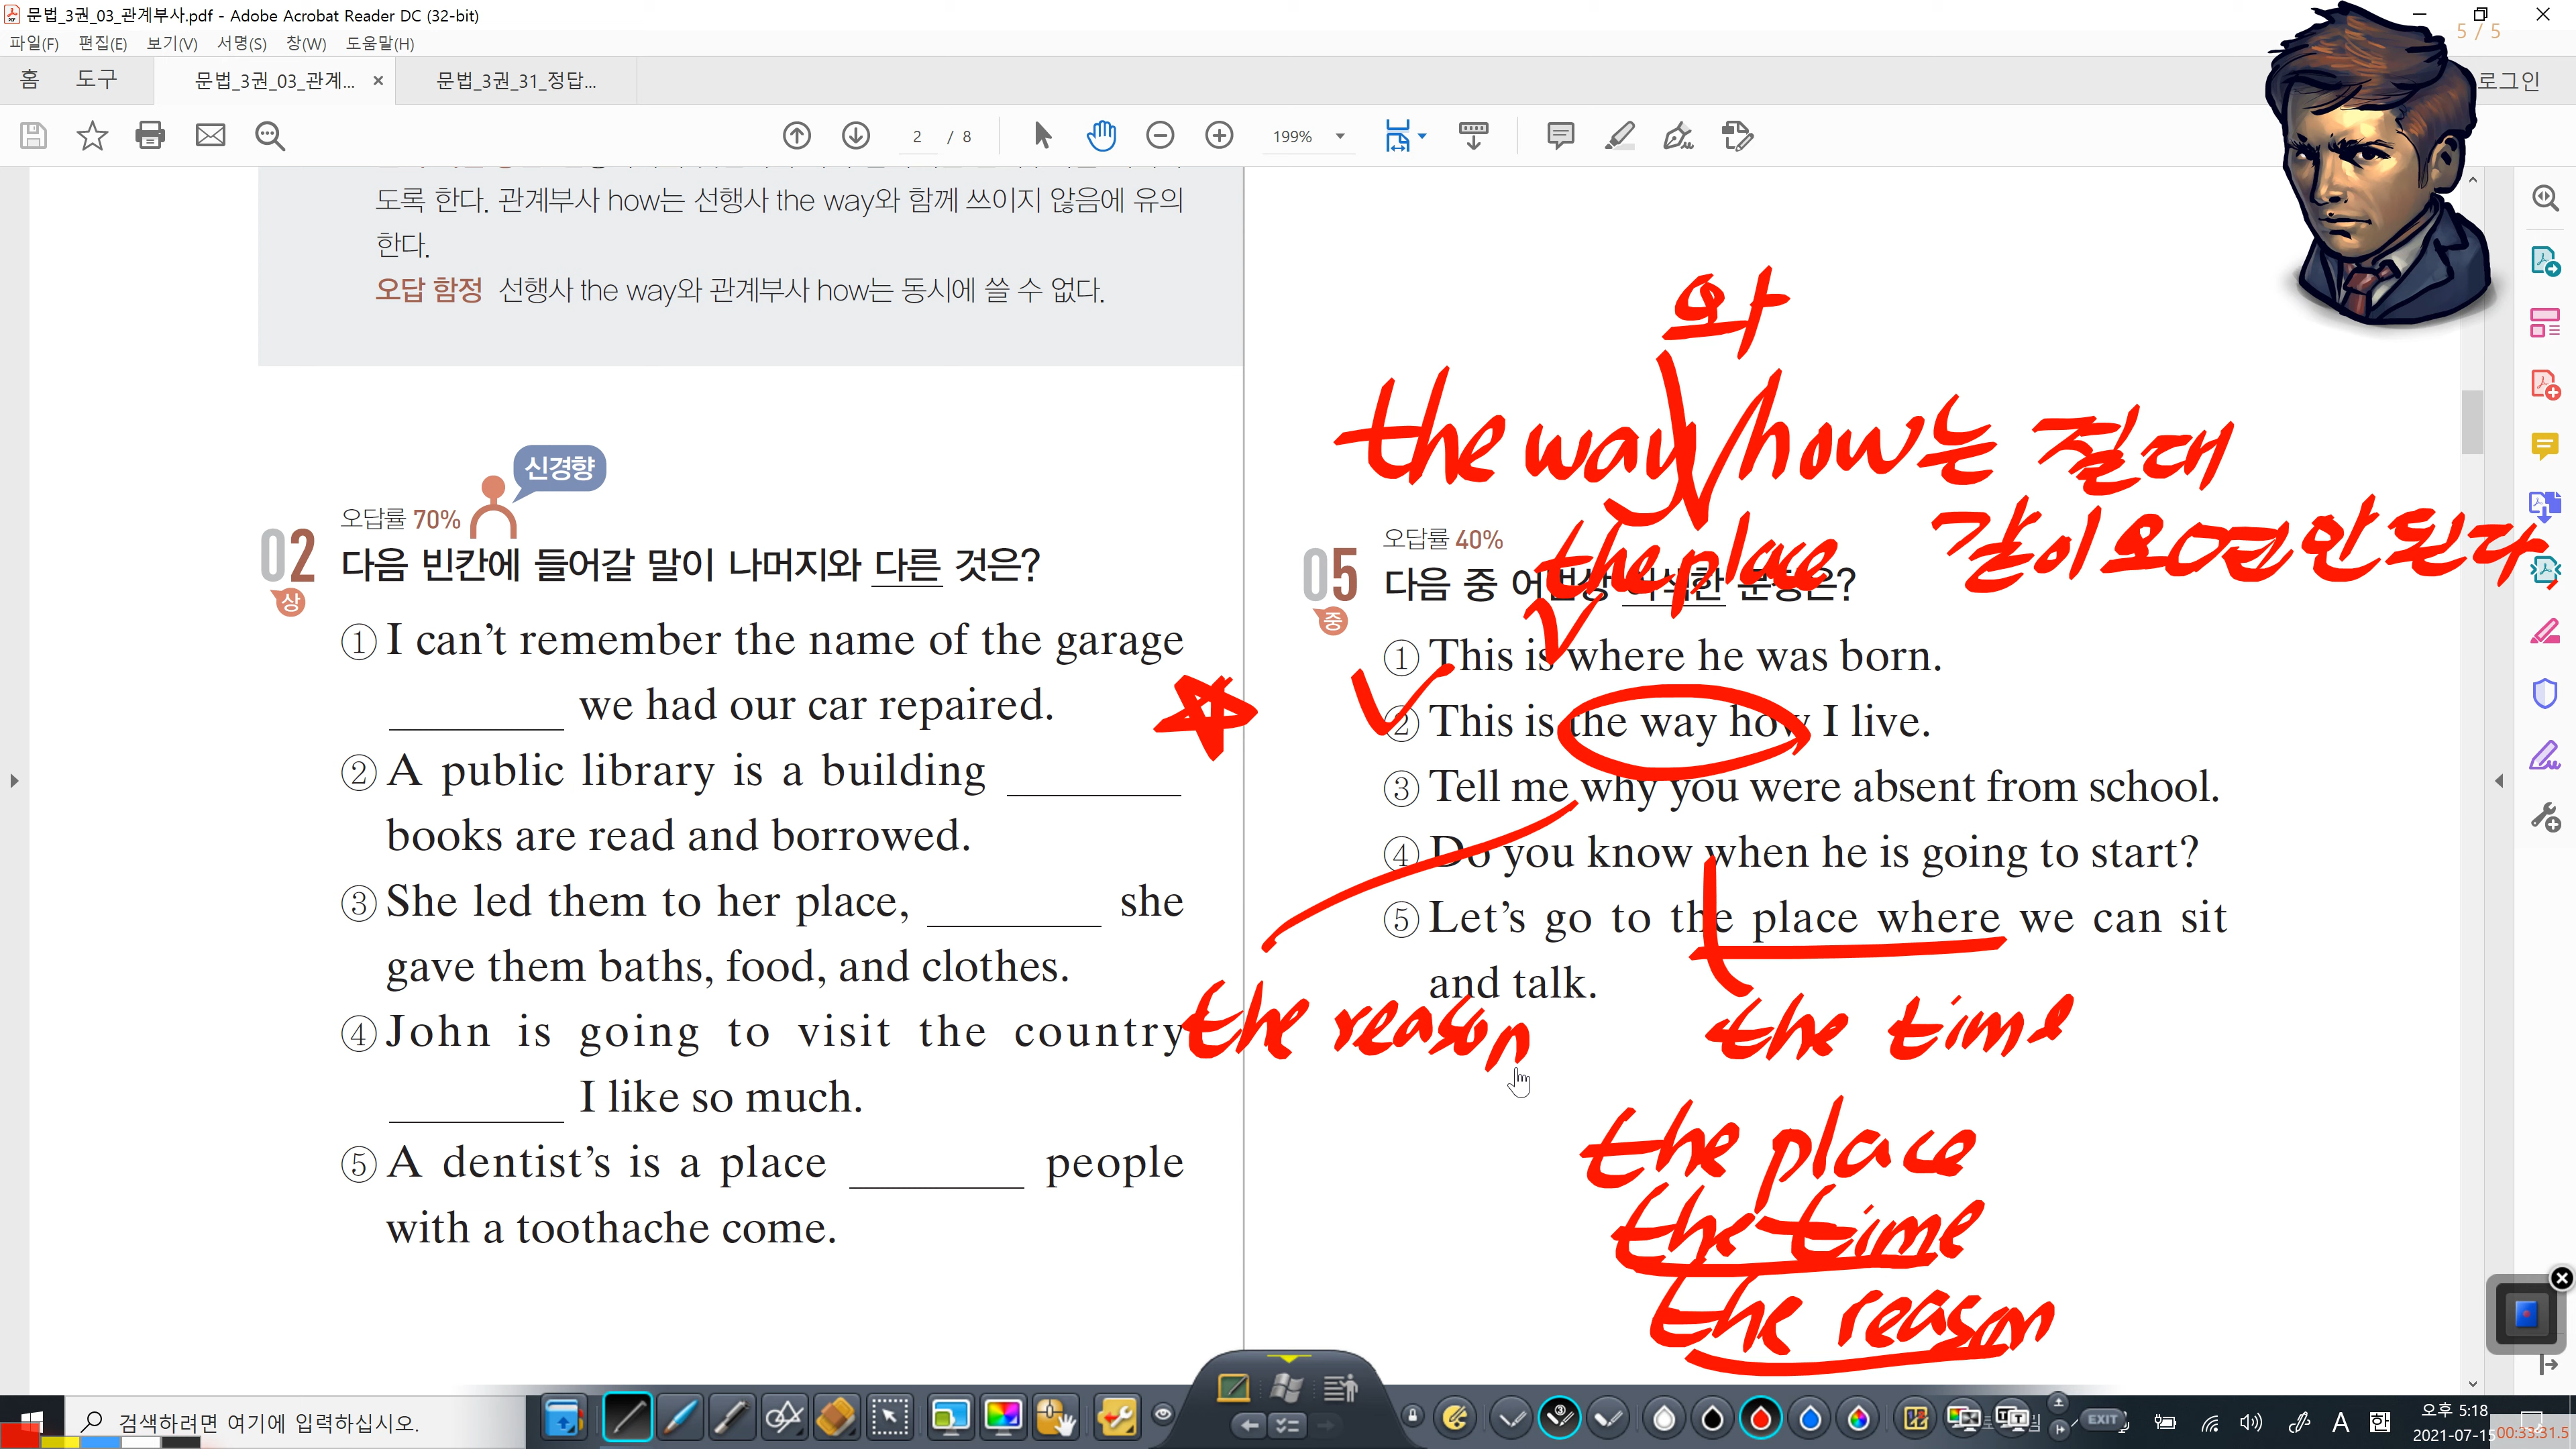 문법_3권_03_관계부사.pdf - Adobe Acrobat Reader DC (32-bit)
파일(F) 편집(E) 보기(V) 서명(S) 창(W) 도움말(H)
5 / 5
홈 도구 문법_3권_03_관계... × 문법_3권_31_정답... 로그인
2 / 8 199%
도록 한다. 관계부사 how는 선행사 the way와 함께 쓰이지 않음에 유의
한다.
오답 함정 선행사 the way와 관계부사 how는 동시에 쓸 수 없다.
신경향
오답률 70%
02 다음 빈칸에 들어갈 말이 나머지와 다른 것은?
상
① I can’t remember the name of the garage
________ we had our car repaired.
② A public library is a building ________
books are read and borrowed.
③ She led them to her place, ________ she
gave them baths, food, and clothes.
④ John is going to visit the country
________ I like so much.
⑤ A dentist’s is a place ________ people
with a toothache come.
와
the way how는 절대
같이 오면 안 된다.
오답률 40%
the place
05 다음 중 어법상 어색한 문장은?
중
① This is where he was born.
② This is the way how I live.
③ Tell me why you were absent from school.
④ Do you know when he is going to start?
⑤ Let’s go to the place where we can sit
and talk.
the reason
the time
the place
the time
the reason
검색하려면 여기에 입력하십시오.
EXIT
A 한
오후 5:18
2021-07-15
00:33:31.5